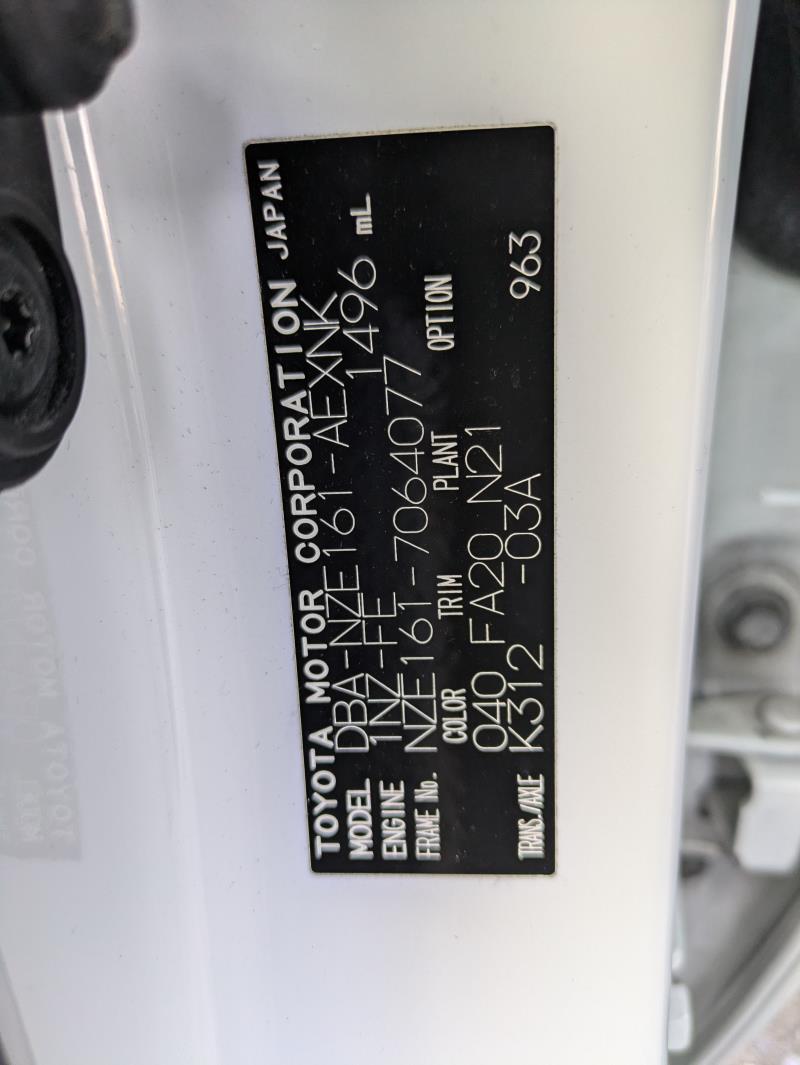 TOYOTA MOTOR CORPORATION JAPAN
MODEL DBA-NZE161-AEXNK
ENGINE 1NZ-FE 1496 mL
FRAME No. NZE161-7064077
COLOR TRIM PLANT OPTION
040 FA20 N21
TRANS./AXLE K312 -03A 963